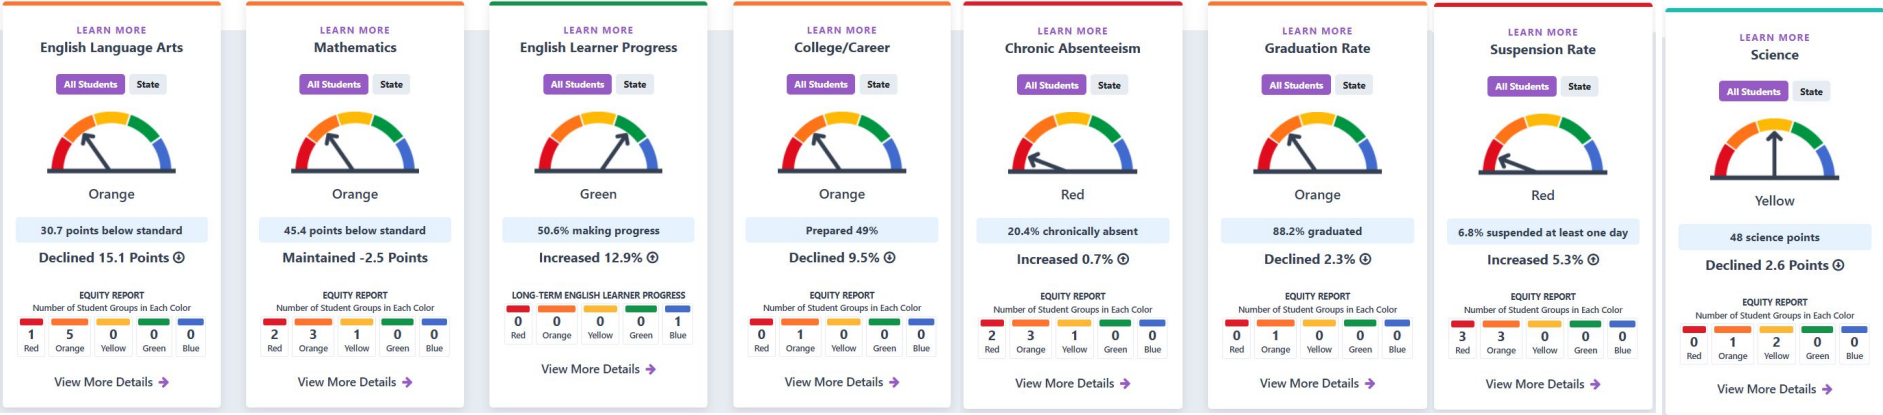 LEARN MORE
English Language Arts
All Students State
Orange
30.7 points below standard
Declined 15.1 Points
EQUITY REPORT
Number of Student Groups in Each Color
1 5 0 0 0
Red Orange Yellow Green Blue
View More Details
LEARN MORE
Mathematics
All Students State
Orange
45.4 points below standard
Maintained -2.5 Points
EQUITY REPORT
Number of Student Groups in Each Color
2 3 1 0 0
Red Orange Yellow Green Blue
View More Details
LEARN MORE
English Learner Progress
All Students State
Green
50.6% making progress
Increased 12.9%
LONG-TERM ENGLISH LEARNER PROGRESS
Number of Student Groups in Each Color
0 0 0 0 1
Red Orange Yellow Green Blue
View More Details
LEARN MORE
College/Career
All Students State
Orange
Prepared 49%
Declined 9.5%
EQUITY REPORT
Number of Student Groups in Each Color
0 1 0 0 0
Red Orange Yellow Green Blue
View More Details
LEARN MORE
Chronic Absenteeism
All Students State
Red
20.4% chronically absent
Increased 0.7%
EQUITY REPORT
Number of Student Groups in Each Color
2 3 1 0 0
Red Orange Yellow Green Blue
View More Details
LEARN MORE
Graduation Rate
All Students State
Orange
88.2% graduated
Declined 2.3%
EQUITY REPORT
Number of Student Groups in Each Color
0 1 0 0 0
Red Orange Yellow Green Blue
View More Details
LEARN MORE
Suspension Rate
All Students State
Red
6.8% suspended at least one day
Increased 5.3%
EQUITY REPORT
Number of Student Groups in Each Color
3 3 0 0 0
Red Orange Yellow Green Blue
View More Details
LEARN MORE
Science
All Students State
Yellow
48 science points
Declined 2.6 Points
EQUITY REPORT
Number of Student Groups in Each Color
0 1 2 0 0
Red Orange Yellow Green Blue
View More Details